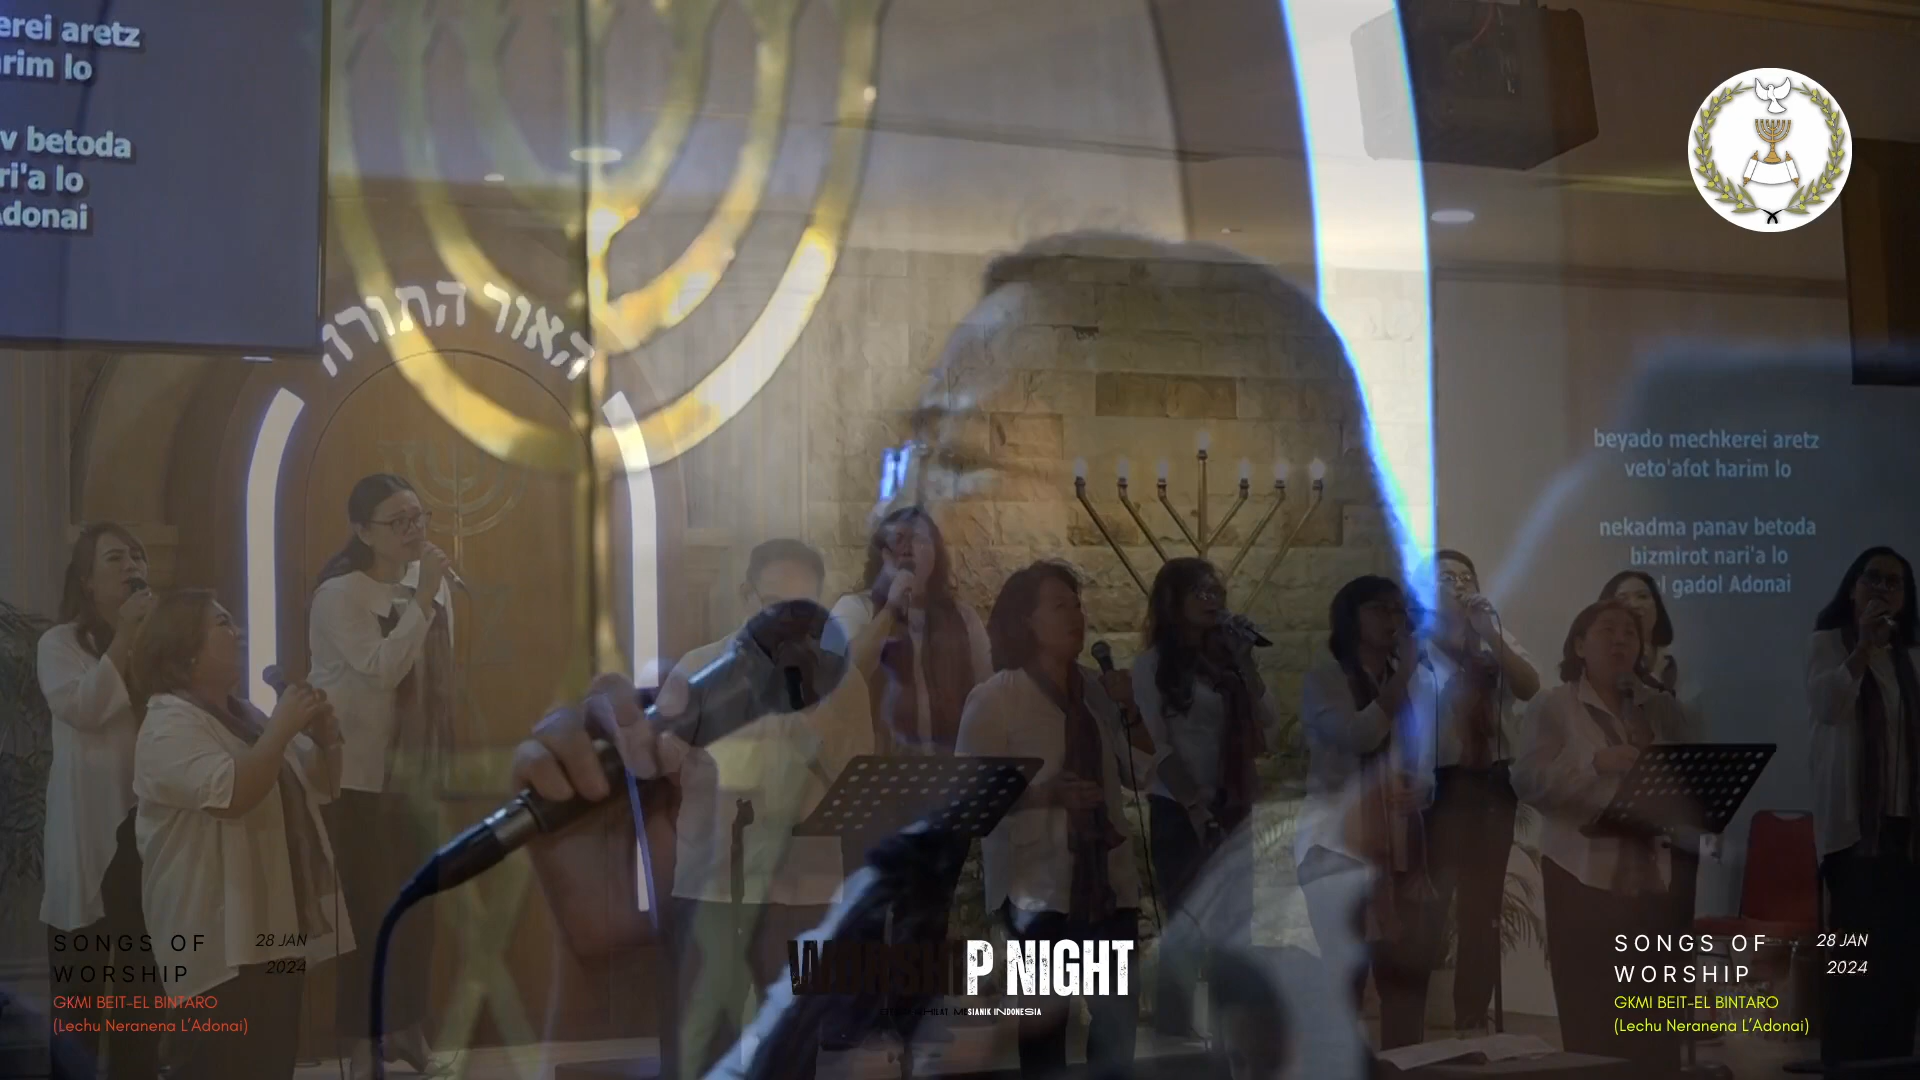 erei aretz
rim lo
v betoda
ri'a lo
Adonai
האור התורה
beyado mechkerei aretz
veto'afot harim lo
nekadma panav betoda
bizmirot nari'a lo
l gadol Adonai
SONGS OF
WORSHIP
28 JAN
2024
GKMI BEIT-EL BINTARO
(Lechu Neranena L'Adonai)
WORSHIP NIGHT
SIANIK INDONESIA
SONGS OF
WORSHIP
28 JAN
2024
GKMI BEIT-EL BINTARO
(Lechu Neranena L'Adonai)